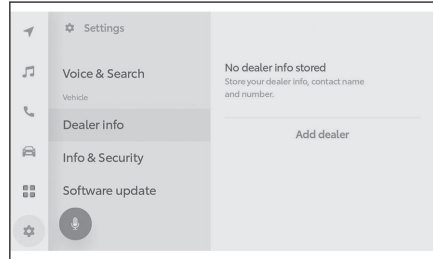 Settings
Voice & Search
Vehicle
Dealer info
Info & Security
Software update
No dealer info stored
Store your dealer info, contact name
and number.
Add dealer